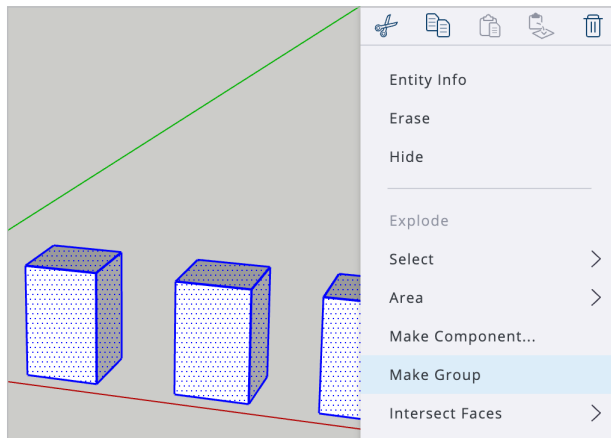 Entity Info
Erase
Hide
Explode
Select
Area
Make Component...
Make Group
Intersect Faces